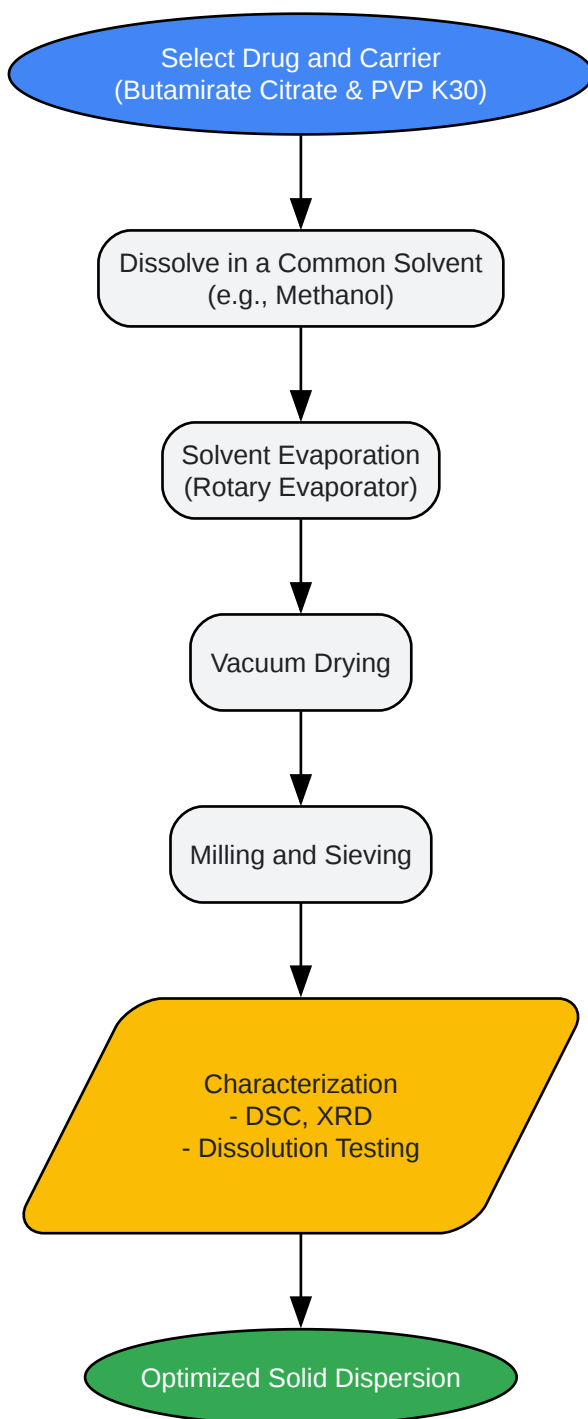 Select Drug and Carrier
(Butamirate Citrate & PVP K30)
Dissolve in a Common Solvent
(e.g., Methanol)
Solvent Evaporation
(Rotary Evaporator)
Vacuum Drying
Milling and Sieving
Characterization
- DSC, XRD
- Dissolution Testing
Optimized Solid Dispersion